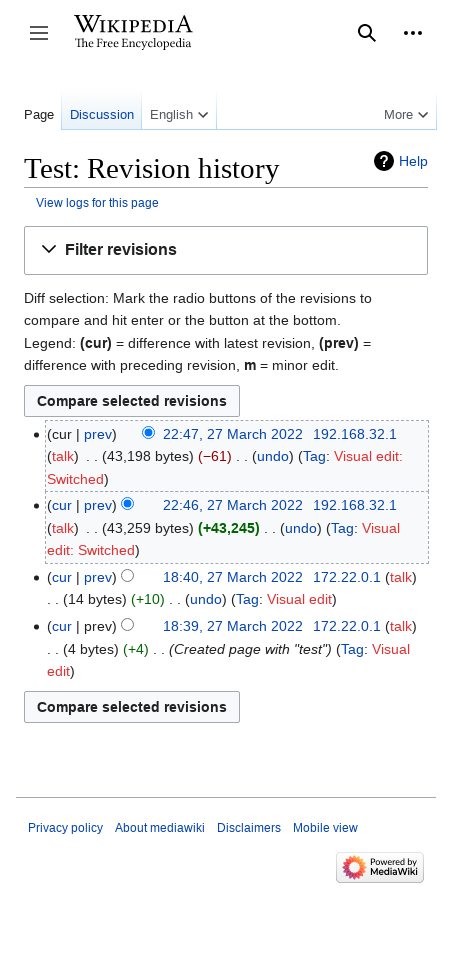 WIKIPEDIA
The Free Encyclopedia
Page Discussion English More
Test: Revision history
Help
View logs for this page
Filter revisions
Diff selection: Mark the radio buttons of the revisions to
compare and hit enter or the button at the bottom.
Legend: (cur) = difference with latest revision, (prev) =
difference with preceding revision, m = minor edit.
Compare selected revisions
(cur | prev) 22:47, 27 March 2022 192.168.32.1
(talk) . . (43,198 bytes) (−61) . . (undo) (Tag: Visual edit:
Switched)
(cur | prev) 22:46, 27 March 2022 192.168.32.1
(talk) . . (43,259 bytes) (+43,245) . . (undo) (Tag: Visual
edit: Switched)
(cur | prev) 18:40, 27 March 2022 172.22.0.1 (talk)
. . (14 bytes) (+10) . . (undo) (Tag: Visual edit)
(cur | prev) 18:39, 27 March 2022 172.22.0.1 (talk)
. . (4 bytes) (+4) . . (Created page with "test") (Tag: Visual
edit)
Compare selected revisions
Privacy policy About mediawiki Disclaimers Mobile view
Powered by
MediaWiki